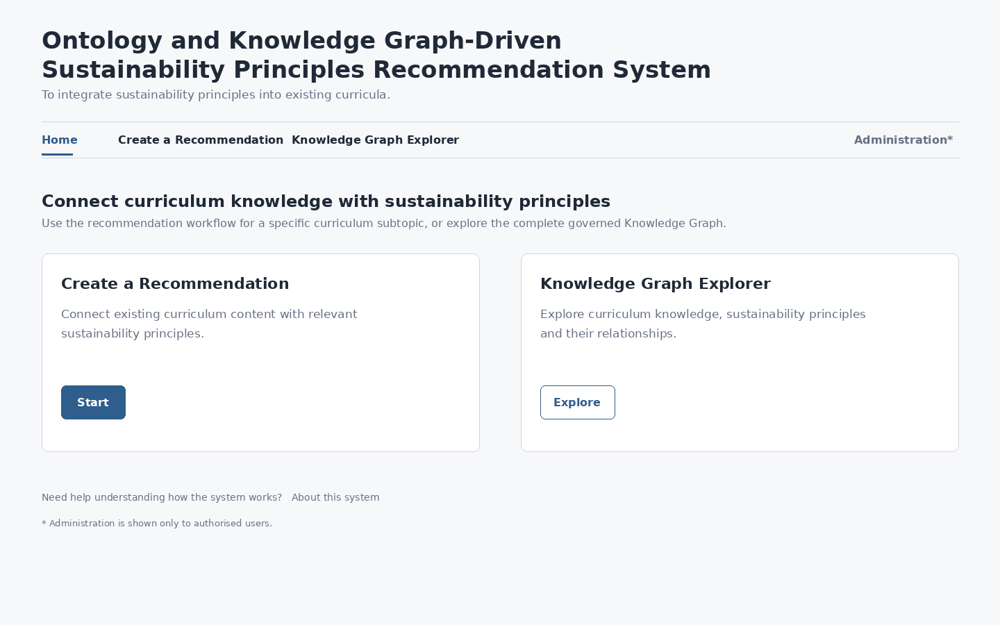 Ontology and Knowledge Graph-Driven
Sustainability Principles Recommendation System
To integrate sustainability principles into existing curricula.
Home Create a Recommendation Knowledge Graph Explorer Administration*
Connect curriculum knowledge with sustainability principles
Use the recommendation workflow for a specific curriculum subtopic, or explore the complete governed Knowledge Graph.
Create a Recommendation
Connect existing curriculum content with relevant
sustainability principles.
Start
Knowledge Graph Explorer
Explore curriculum knowledge, sustainability principles
and their relationships.
Explore
Need help understanding how the system works? About this system
* Administration is shown only to authorised users.